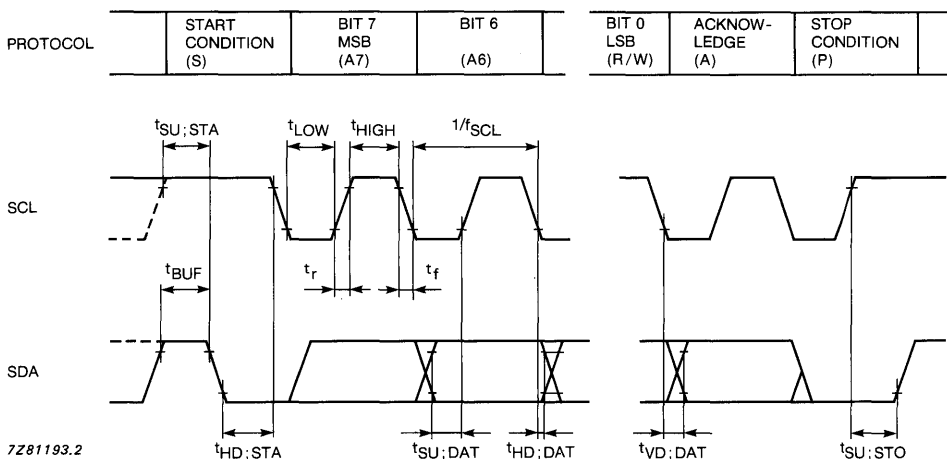 PROTOCOL
START
CONDITION
(S)
BIT 7
MSB
(A7)
BIT 6
(A6)
BIT 0
LSB
(R/W)
ACKNOW-
LEDGE
(A)
STOP
CONDITION
(P)
tSU;STA
tLOW
tHIGH
1/fSCL
SCL
tBUF
tr
tf
SDA
tHD;STA
tSU;DAT
tHD;DAT
tVD;DAT
tSU;STO
7Z81193.2